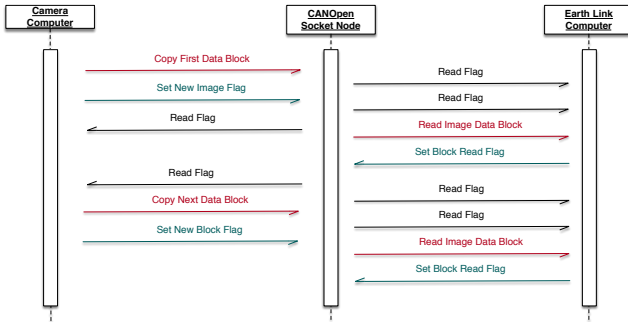 Camera
Computer
CANOpen
Socket Node
Earth Link
Computer
Copy First Data Block
Read Flag
Set New Image Flag
Read Flag
Read Flag
Read Image Data Block
Set Block Read Flag
Read Flag
Read Flag
Copy Next Data Block
Read Flag
Set New Block Flag
Read Image Data Block
Set Block Read Flag